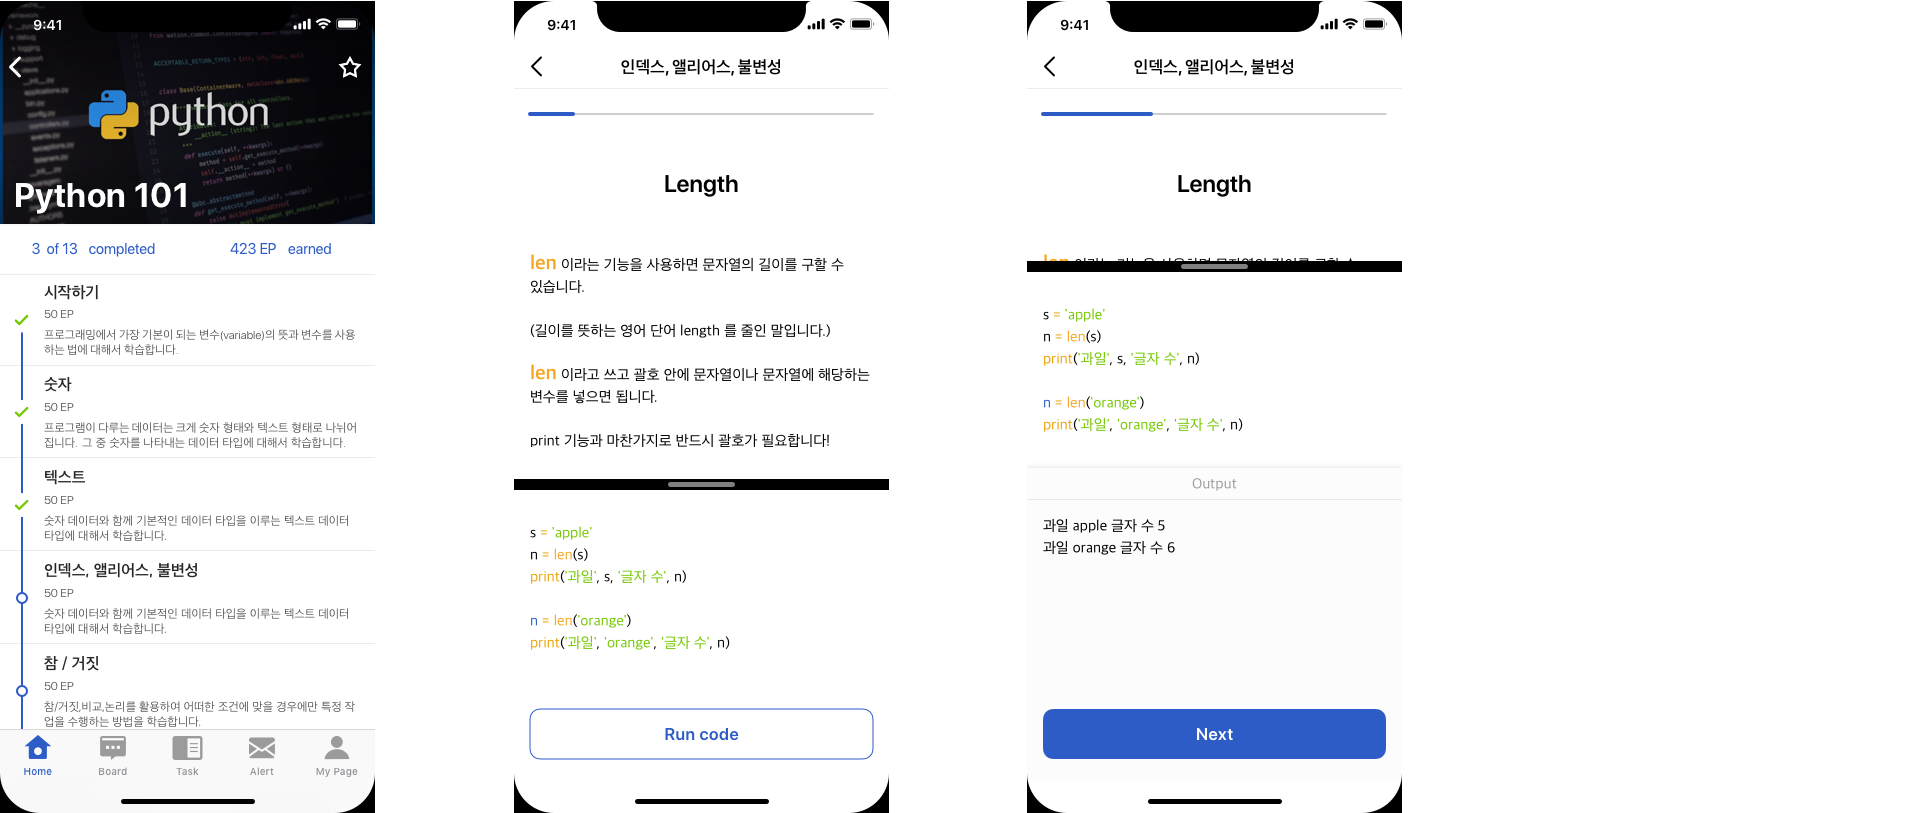 9:41
python
Python 101
3 of 13 completed
423 EP earned
시작하기
50 EP
프로그래밍에서 가장 기본이 되는 변수(variable)의 뜻과 변수를 사용
하는 법에 대해서 학습합니다.
숫자
50 EP
프로그램이 다루는 데이터는 크게 숫자 형태와 텍스트 형태로 나뉘어
집니다. 그 중 숫자를 나타내는 데이터 타입에 대해서 학습합니다.
텍스트
50 EP
숫자 데이터와 함께 기본적인 데이터 타입을 이루는 텍스트 데이터
타입에 대해서 학습합니다.
인덱스, 앨리어스, 불변성
50 EP
숫자 데이터와 함께 기본적인 데이터 타입을 이루는 텍스트 데이터
타입에 대해서 학습합니다.
참 / 거짓
50 EP
참/거짓,비교,논리를 활용하여 어떠한 조건에 맞을 경우에만 특정 작
업을 수행하는 방법을 학습합니다.
Home
Board
Task
Alert
My Page
9:41
인덱스, 앨리어스, 불변성
Length
len 이라는 기능을 사용하면 문자열의 길이를 구할 수
있습니다.
(길이를 뜻하는 영어 단어 length 를 줄인 말입니다.)
len 이라고 쓰고 괄호 안에 문자열이나 문자열에 해당하는
변수를 넣으면 됩니다.
print 기능과 마찬가지로 반드시 괄호가 필요합니다!
s = 'apple'
n = len(s)
print('과일', s, '글자 수', n)
n = len('orange')
print('과일', 'orange', '글자 수', n)
Run code
9:41
인덱스, 앨리어스, 불변성
Length
s = 'apple'
n = len(s)
print('과일', s, '글자 수', n)
n = len('orange')
print('과일', 'orange', '글자 수', n)
Output
과일 apple 글자 수 5
과일 orange 글자 수 6
Next